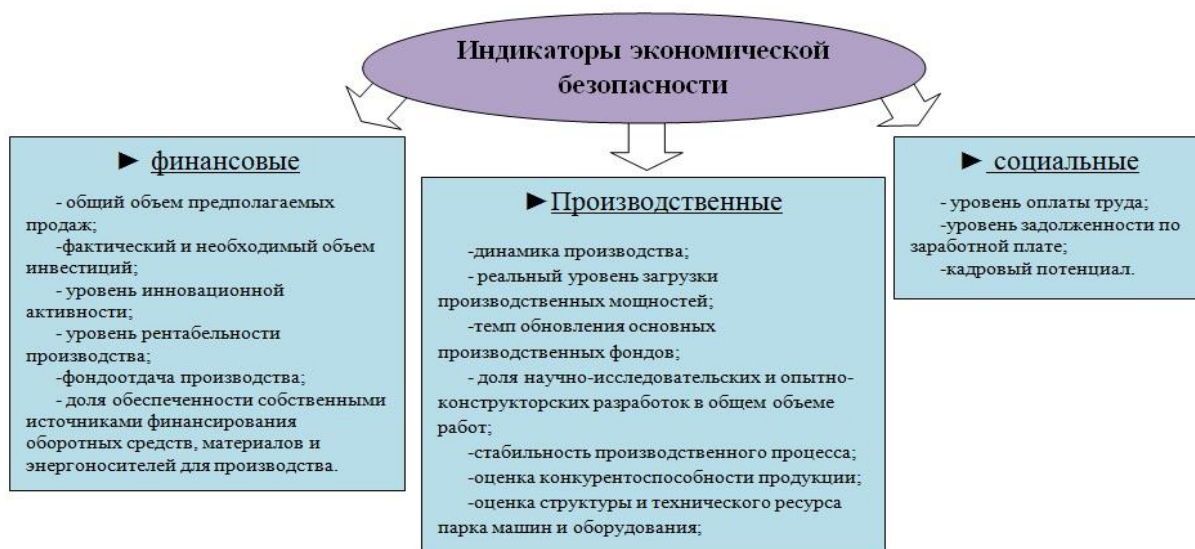 Индикаторы экономической
безопасности
► финансовые
- общий объем предполагаемых
продаж;
-фактический и необходимый объем
инвестиций;
- уровень инновационной
активности;
- уровень рентабельности
производства;
-фондоотдача производства;
- доля обеспеченности собственными
источниками финансирования
оборотных средств, материалов и
энергоносителей для производства.
►Производственные
-динамика производства;
- реальный уровень загрузки
производственных мощностей;
-темп обновления основных
производственных фондов;
- доля научно-исследовательских и опытно-
конструкторских разработок в общем объеме
работ;
-стабильность производственного процесса;
-оценка конкурентоспособности продукции;
-оценка структуры и технического ресурса
парка машин и оборудования;
► социальные
- уровень оплаты труда;
-уровень задолженности по
заработной плате;
-кадровый потенциал.